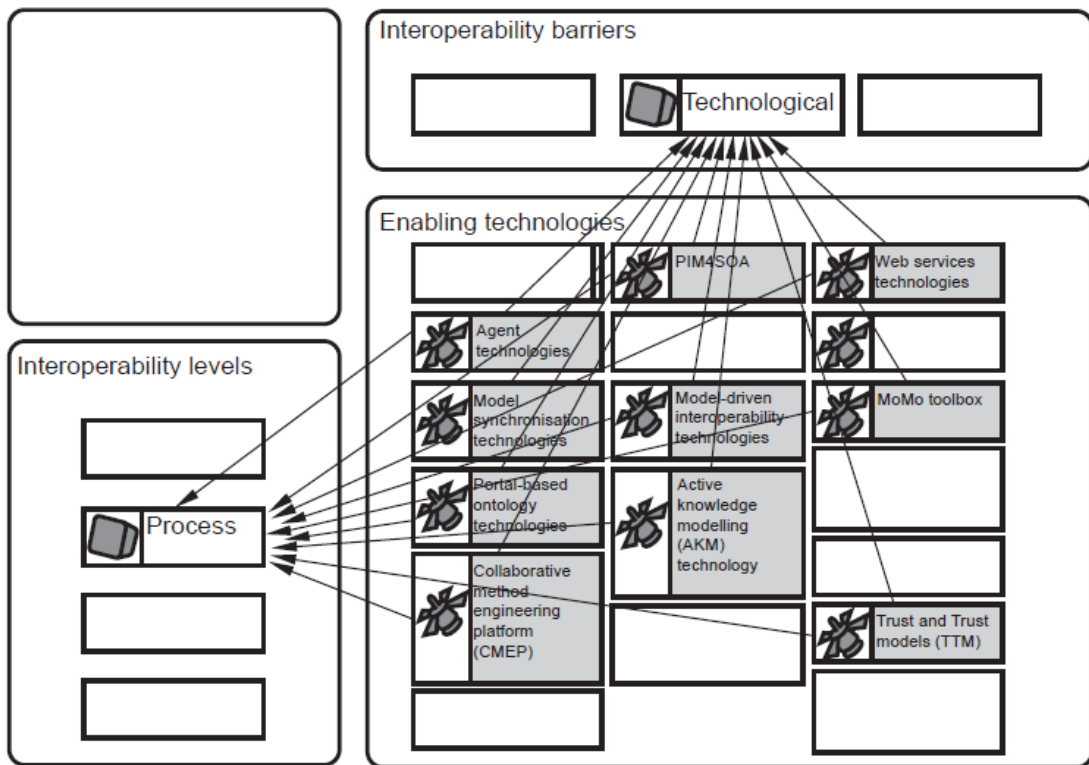 Interoperability barriers
Technological
Enabling technologies
PIM4SOA
Web services
technologies
Agent
technologies
Model
synchronisation
technologies
Model-driven
interoperability
technologies
MoMo toolbox
Portal-based
ontology
technologies
Active
knowledge
modelling
(AKM)
technology
Collaborative
method
engineering
platform
(CMEP)
Trust and Trust
models (TTM)
Interoperability levels
Process